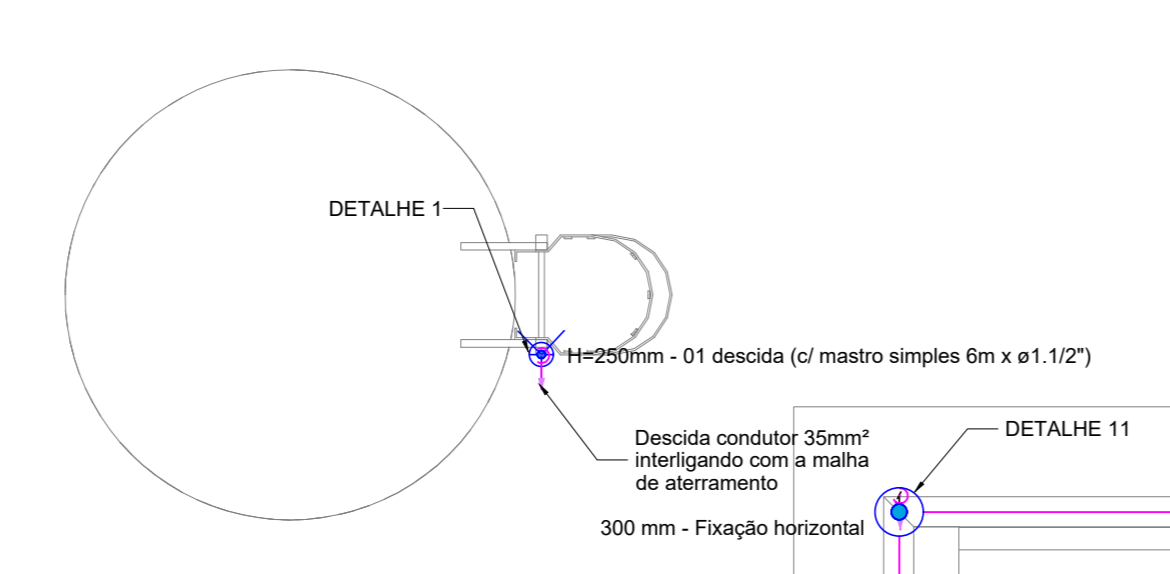 DETALHE 1
H=250mm - 01 descida (c/ mastro simples 6m x ø1.1/2")
Descida condutor 35mm²
interligando com a malha
de aterramento
DETALHE 11
300 mm - Fixação horizontal